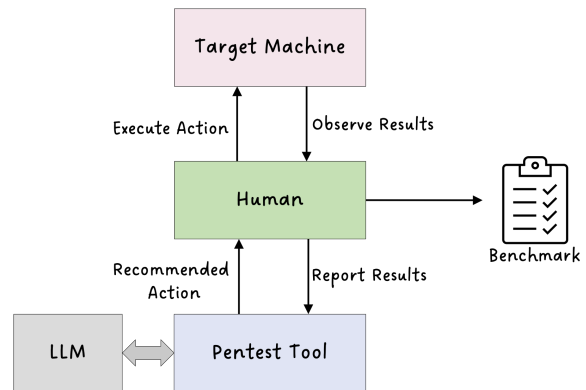 Target Machine
Execute Action
Observe Results
Human
Benchmark
Recommended
Action
Report Results
LLM
Pentest Tool